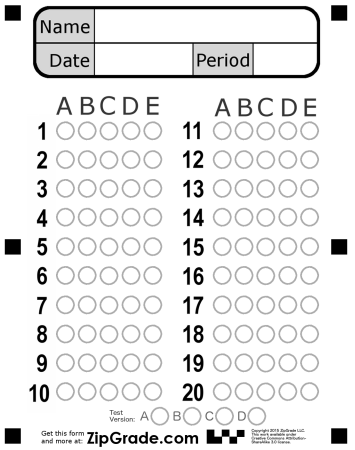 Name
Date Period
A B C D E A B C D E
1 11
2 12
3 13
4 14
5 15
6 16
7 17
8 18
9 19
10 20
Test
Version: A B C D
Get this form
and more at: ZipGrade.com
Copyright 2015 ZipGrade LLC.
This work available under
Creative Commons Attribution-
ShareAlike 3.0 license.